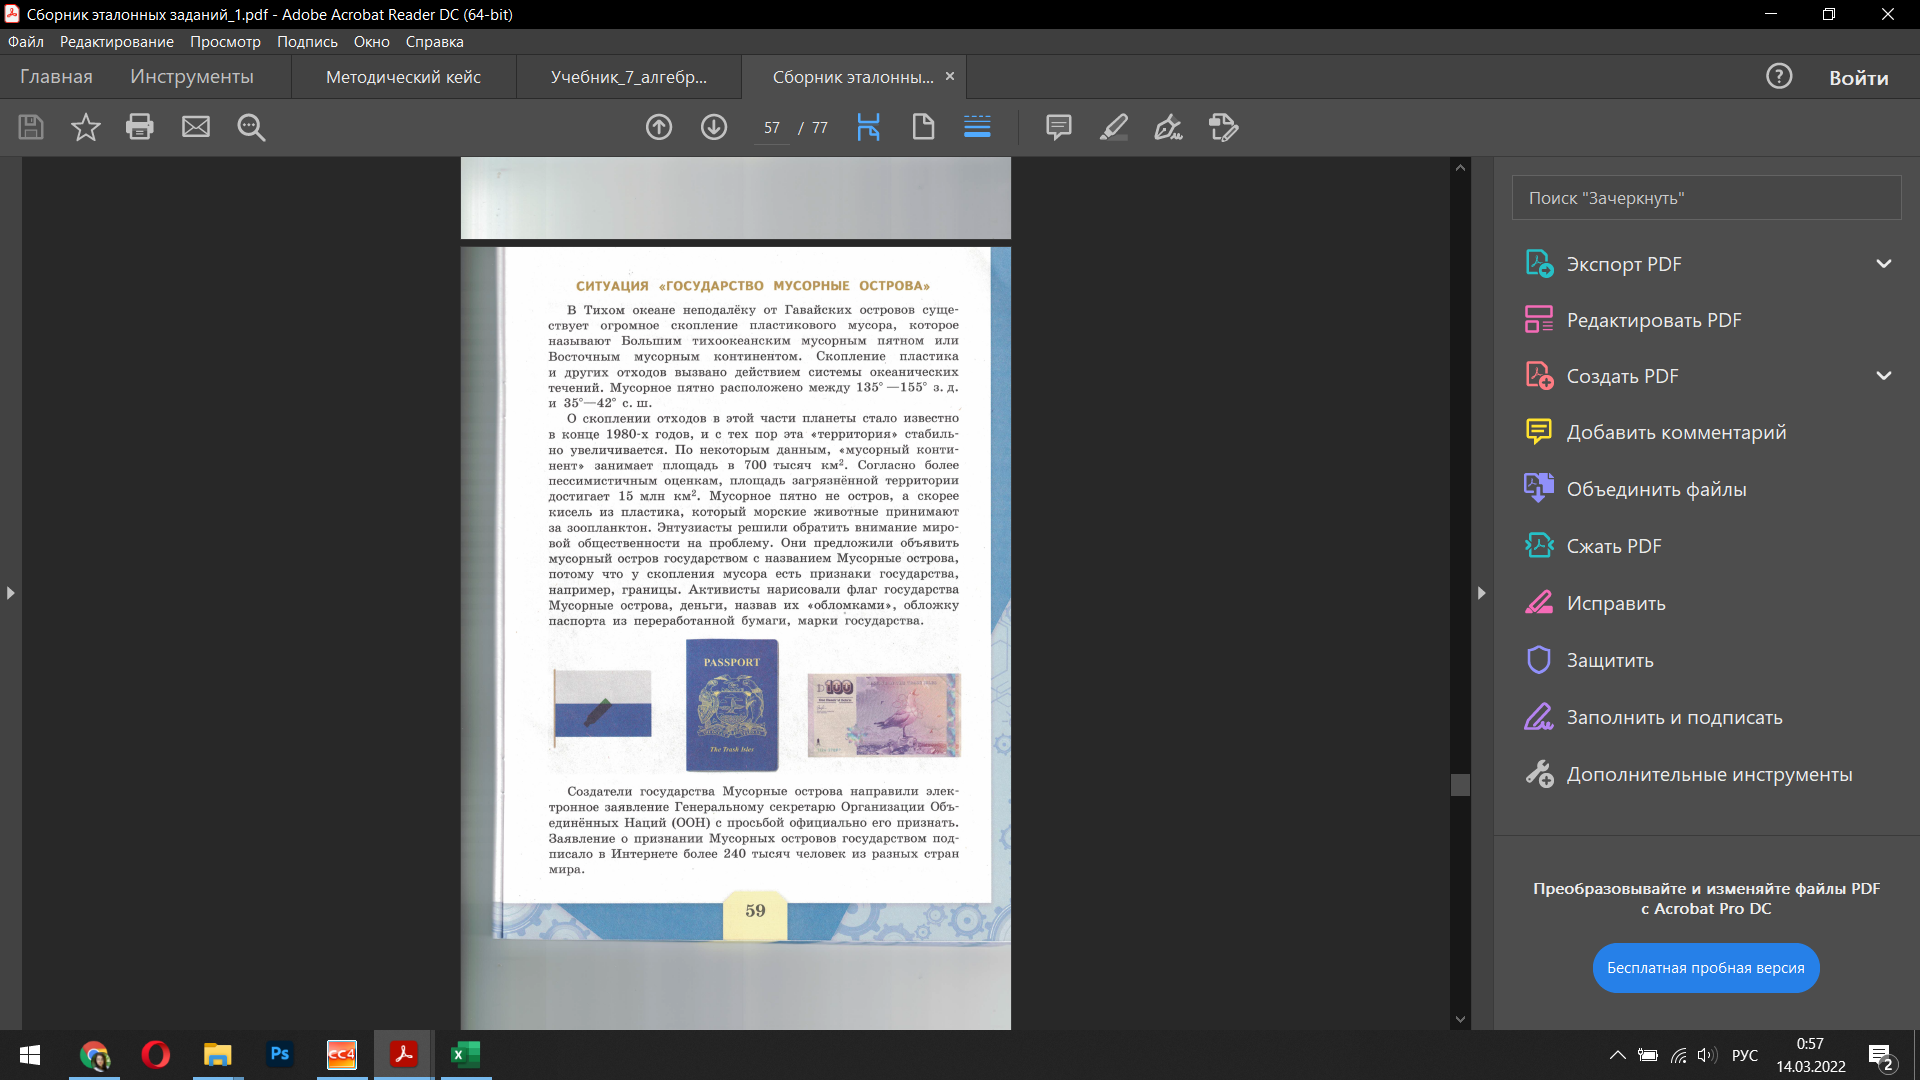 Сборник эталонных заданий_1.pdf - Adobe Acrobat Reader DC (64-bit)
Файл Редактирование Просмотр Подпись Окно Справка
Главная Инструменты Методический кейс Учебник_7_алгебр... Сборник эталонны... Войти
57 / 77
СИТУАЦИЯ «ГОСУДАРСТВО МУСОРНЫЕ ОСТРОВА»
В Тихом океане неподалёку от Гавайских островов суще-
ствует огромное скопление пластикового мусора, которое
называют Большим тихоокеанским мусорным пятном или
Восточным мусорным континентом. Скопление пластика
и других отходов вызвано действием системы океанических
течений. Мусорное пятно расположено между 135°—155° з. д.
и 35°—42° с. ш.
О скоплении отходов в этой части планеты стало известно
в конце 1980-х годов, и с тех пор эта «территория» стабиль-
но увеличивается. По некоторым данным, «мусорный конти-
нент» занимает площадь в 700 тысяч км². Согласно более
пессимистичным оценкам, площадь загрязнённой территории
достигает 15 млн км². Мусорное пятно не остров, а скорее
кисель из пластика, который морские животные принимают
за зоопланктон. Энтузиасты решили обратить внимание миро-
вой общественности на проблему. Они предложили объявить
мусорный остров государством с названием Мусорные острова,
потому что у скопления мусора есть признаки государства,
например, границы. Активисты нарисовали флаг государства
Мусорные острова, деньги, назвав их «обломками», обложку
паспорта из переработанной бумаги, марки государства.
PASSPORT
The Trash Isles
D100
Создатели государства Мусорные острова направили элек-
тронное заявление Генеральному секретарю Организации Объ-
единённых Наций (ООН) с просьбой официально его признать.
Заявление о признании Мусорных островов государством под-
писало в Интернете более 240 тысяч человек из разных стран
мира.
59
Поиск "Зачеркнуть"
Экспорт PDF
Редактировать PDF
Создать PDF
Добавить комментарий
Объединить файлы
Сжать PDF
Исправить
Защитить
Заполнить и подписать
Дополнительные инструменты
Преобразовывайте и изменяйте файлы PDF
с Acrobat Pro DC
Бесплатная пробная версия
Ps CC4 РУС 0:57
14.03.2022 2